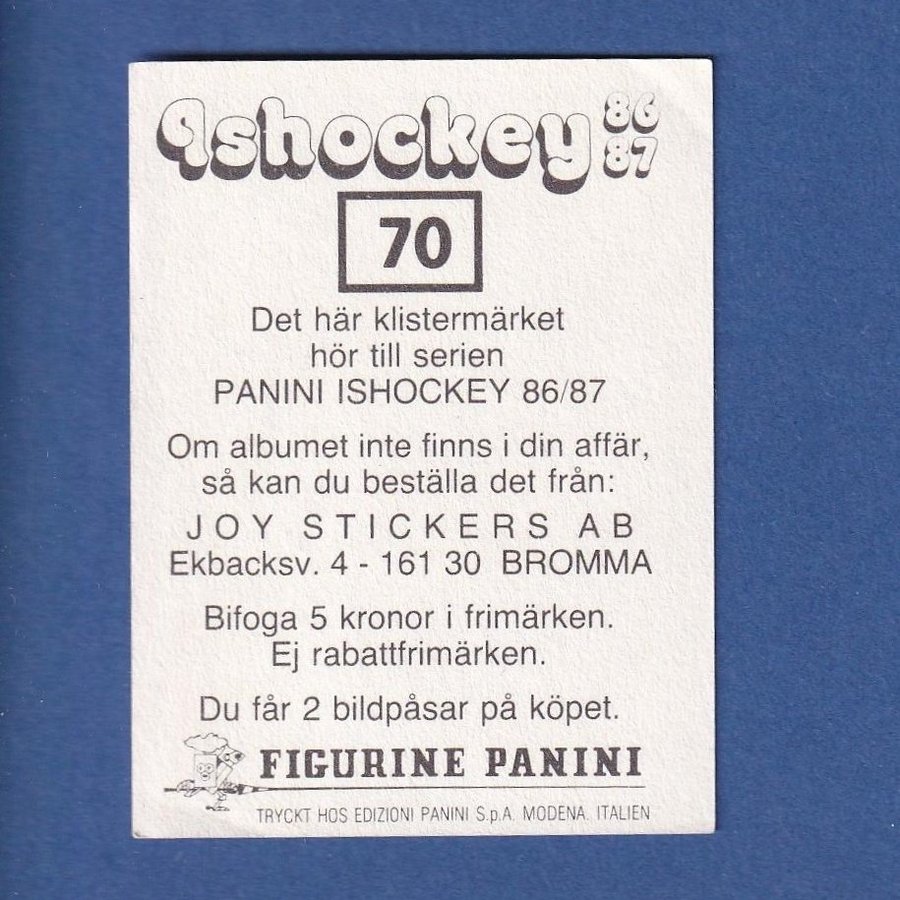 Ishockey 86
87
70
Det här klistermärket
hör till serien
PANINI ISHOCKEY 86/87
Om albumet inte finns i din affär,
så kan du beställa det från:
JOY STICKERS AB
Ekbacksv. 4 - 161 30 BROMMA
Bifoga 5 kronor i frimärken.
Ej rabattfrimärken.
Du får 2 bildpåsar på köpet.
FIGURINE PANINI
TRYCKT HOS EDIZIONI PANINI S.p.A. MODENA. ITALIEN